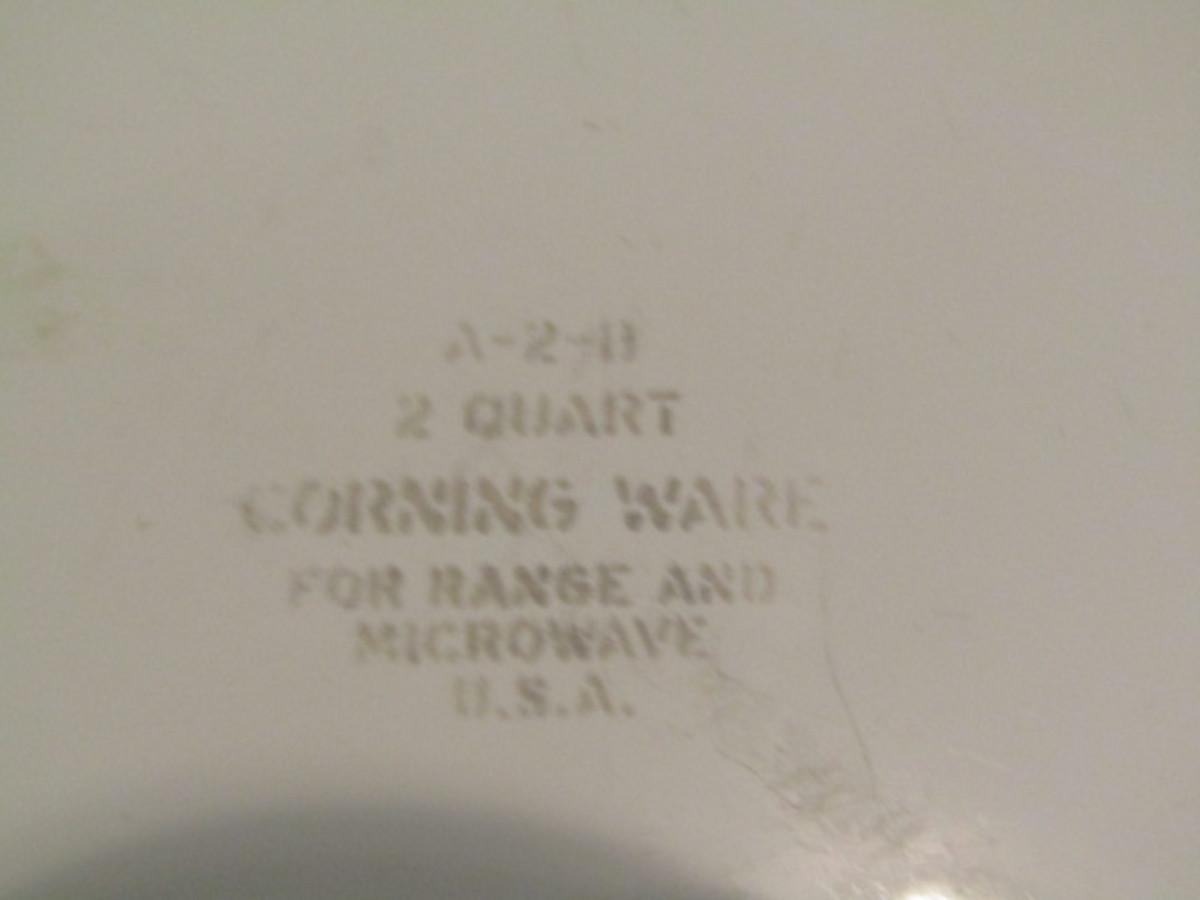 A-2-B
2 QUART
CORNING WARE
FOR RANGE AND
MICROWAVE
U.S.A.